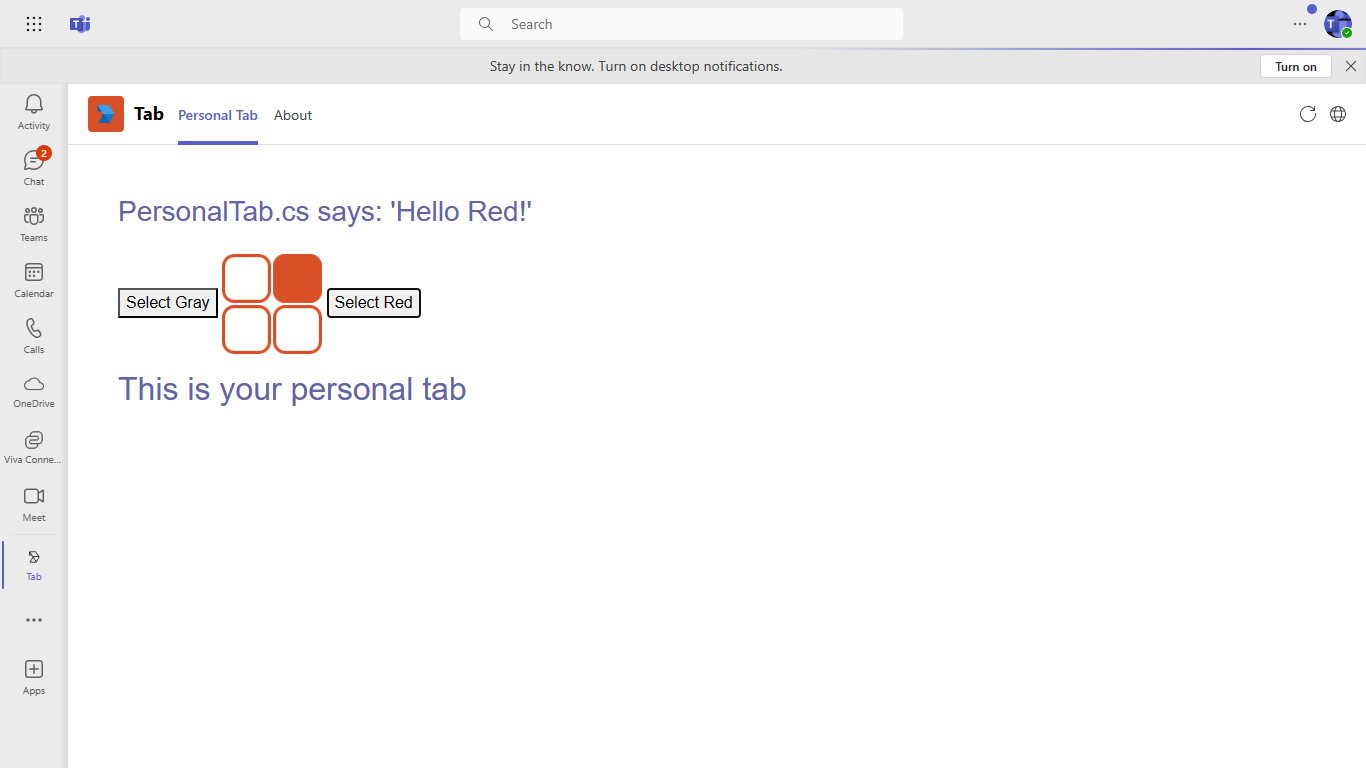 Search
Stay in the know. Turn on desktop notifications.
Turn on
Activity
2
Chat
Teams
Calendar
Calls
OneDrive
Viva Conne...
Meet
Tab
Apps
Tab
Personal Tab
About
PersonalTab.cs says: 'Hello Red!'
Select Gray
Select Red
This is your personal tab